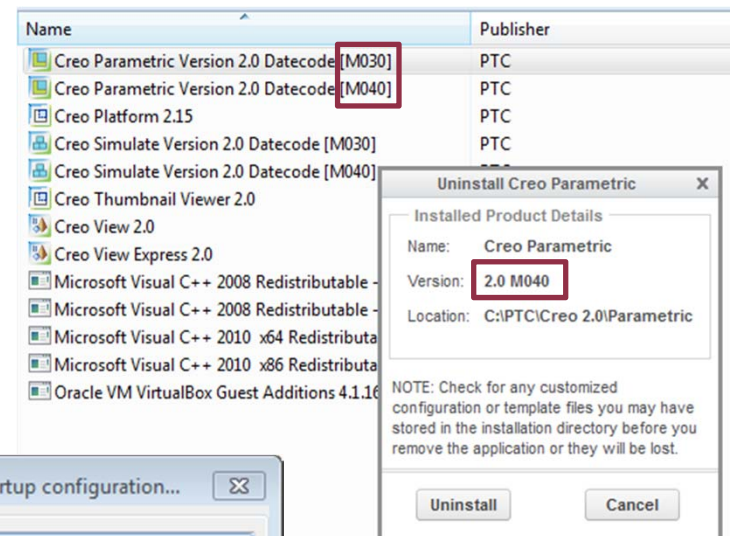 Name Publisher
Creo Parametric Version 2.0 Datecode [M030] PTC
Creo Parametric Version 2.0 Datecode [M040] PTC
Creo Platform 2.15 PTC
Creo Simulate Version 2.0 Datecode [M030] PTC
Creo Simulate Version 2.0 Datecode [M040]
Creo Thumbnail Viewer 2.0
Creo View 2.0
Creo View Express 2.0
Microsoft Visual C++ 2008 Redistributable -
Microsoft Visual C++ 2008 Redistributable -
Microsoft Visual C++ 2010 x64 Redistributa
Microsoft Visual C++ 2010 x86 Redistributa
Oracle VM VirtualBox Guest Additions 4.1.16
Uninstall Creo Parametric X
Installed Product Details
Name: Creo Parametric
Version: 2.0 M040
Location: C:\PTC\Creo 2.0\Parametric
NOTE: Check for any customized
configuration or template files you may have
stored in the installation directory before you
remove the application or they will be lost.
Uninstall Cancel
rtup configuration...